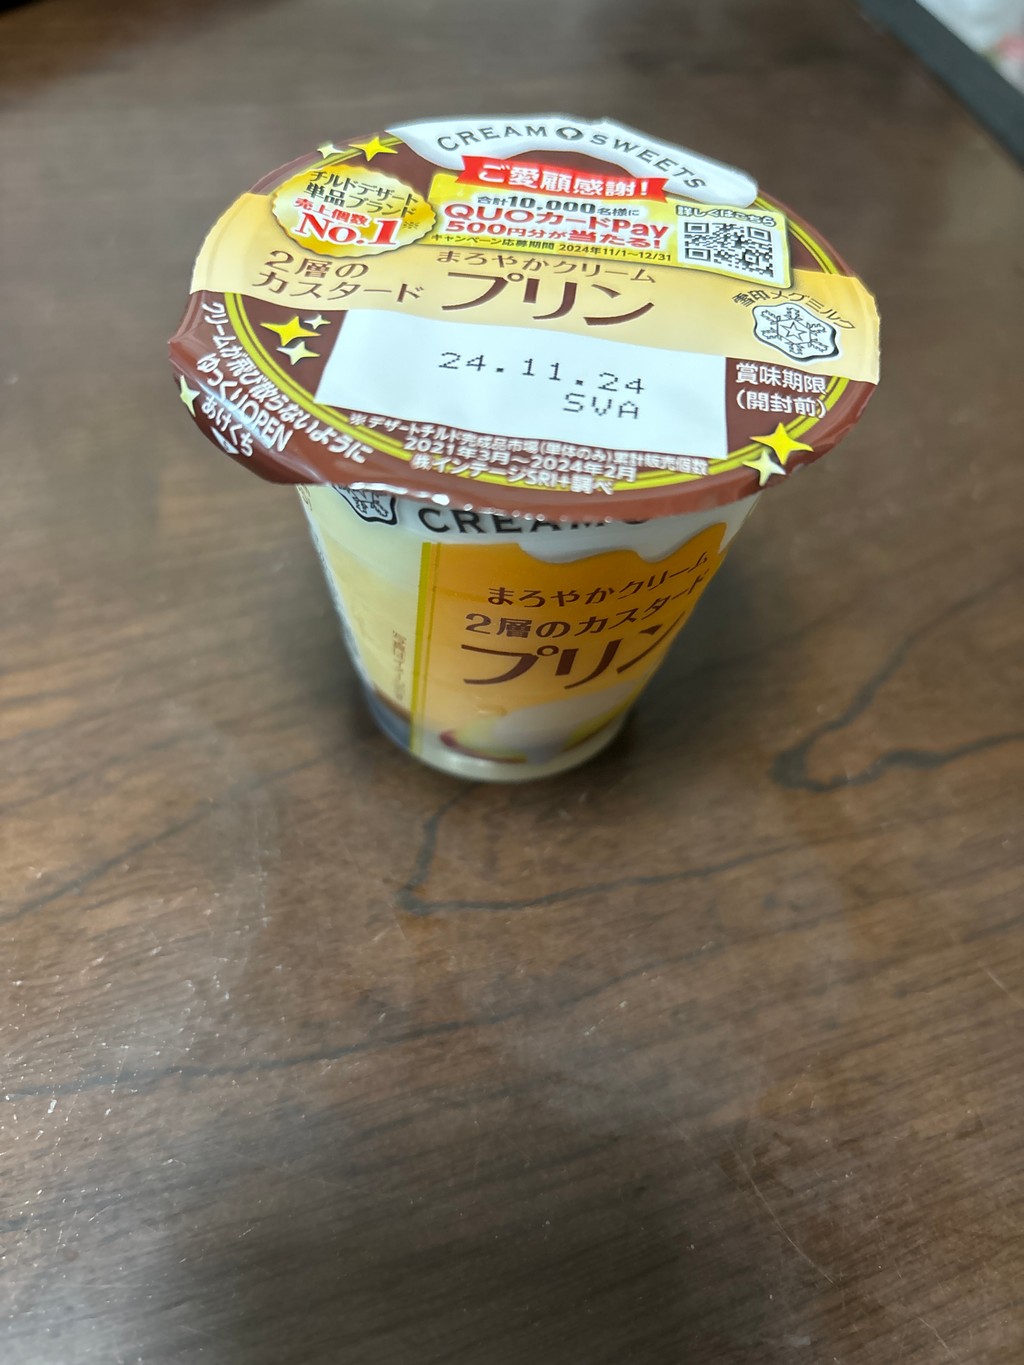 CREAM SWEETS
ご愛顧感謝!
合計10,000名様に
QUOカードPay
500円分が当たる!
キャンペーン応募期間 2024年11/1~12/31
詳しくはこちら
チルドデザート
単品ブランド
売上個数※
No.1
まろやかクリーム
2層の
カスタード
プリン
雪印メグミルク
24.11.24
SVA
賞味期限
(開封前)
クリームが飛び散らないように
ゆっくりOPEN
あけくち
※デザートチルド完成品市場(単体のみ)累計販売個数
2021年3月~2024年2月
㈱インテージSRI+調べ
CREAM
まろやかクリーム
2層のカスタード
プリン